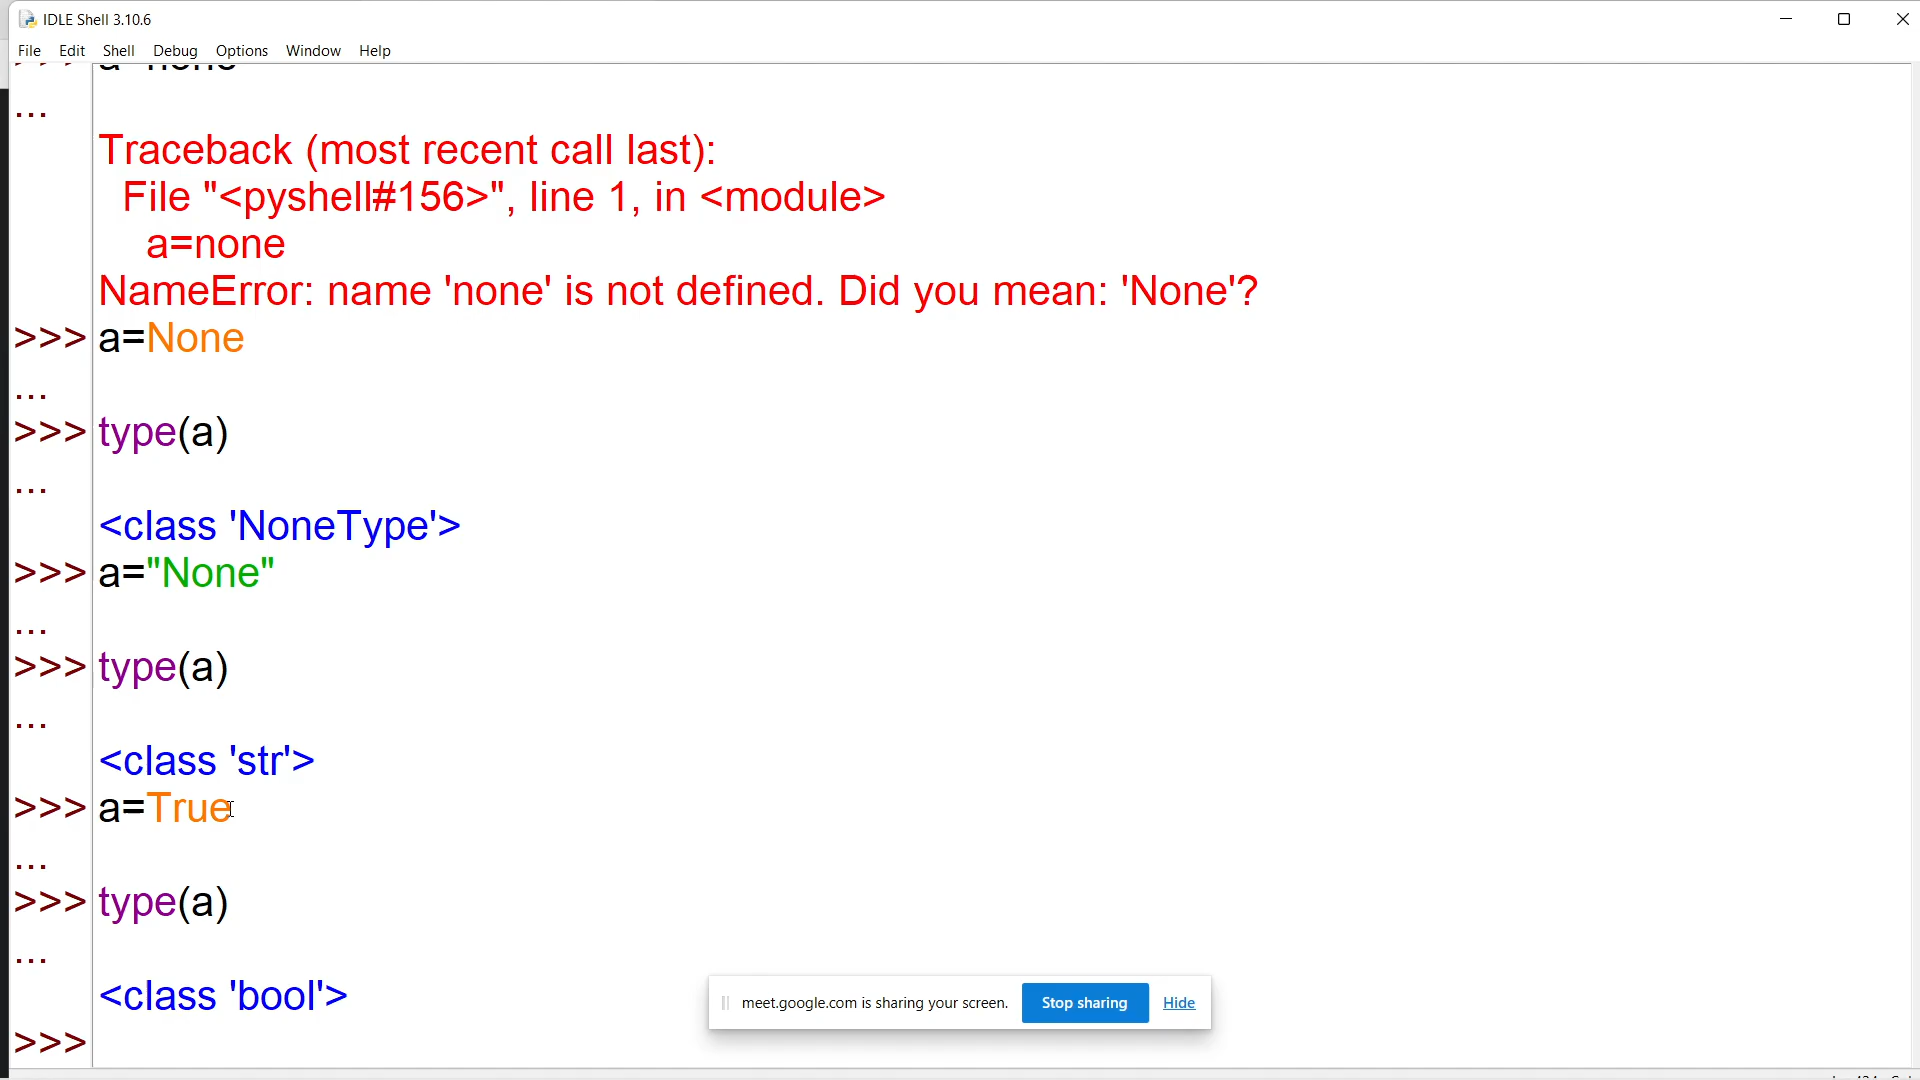 IDLE Shell 3.10.6
File Edit Shell Debug Options Window Help
>>> a=none
...
Traceback (most recent call last):
  File "<pyshell#156>", line 1, in <module>
    a=none
NameError: name 'none' is not defined. Did you mean: 'None'?
>>> a=None
...
>>> type(a)
...
<class 'NoneType'>
>>> a="None"
...
>>> type(a)
...
<class 'str'>
>>> a=True
...
>>> type(a)
...
<class 'bool'>
>>>
meet.google.com is sharing your screen. Stop sharing Hide